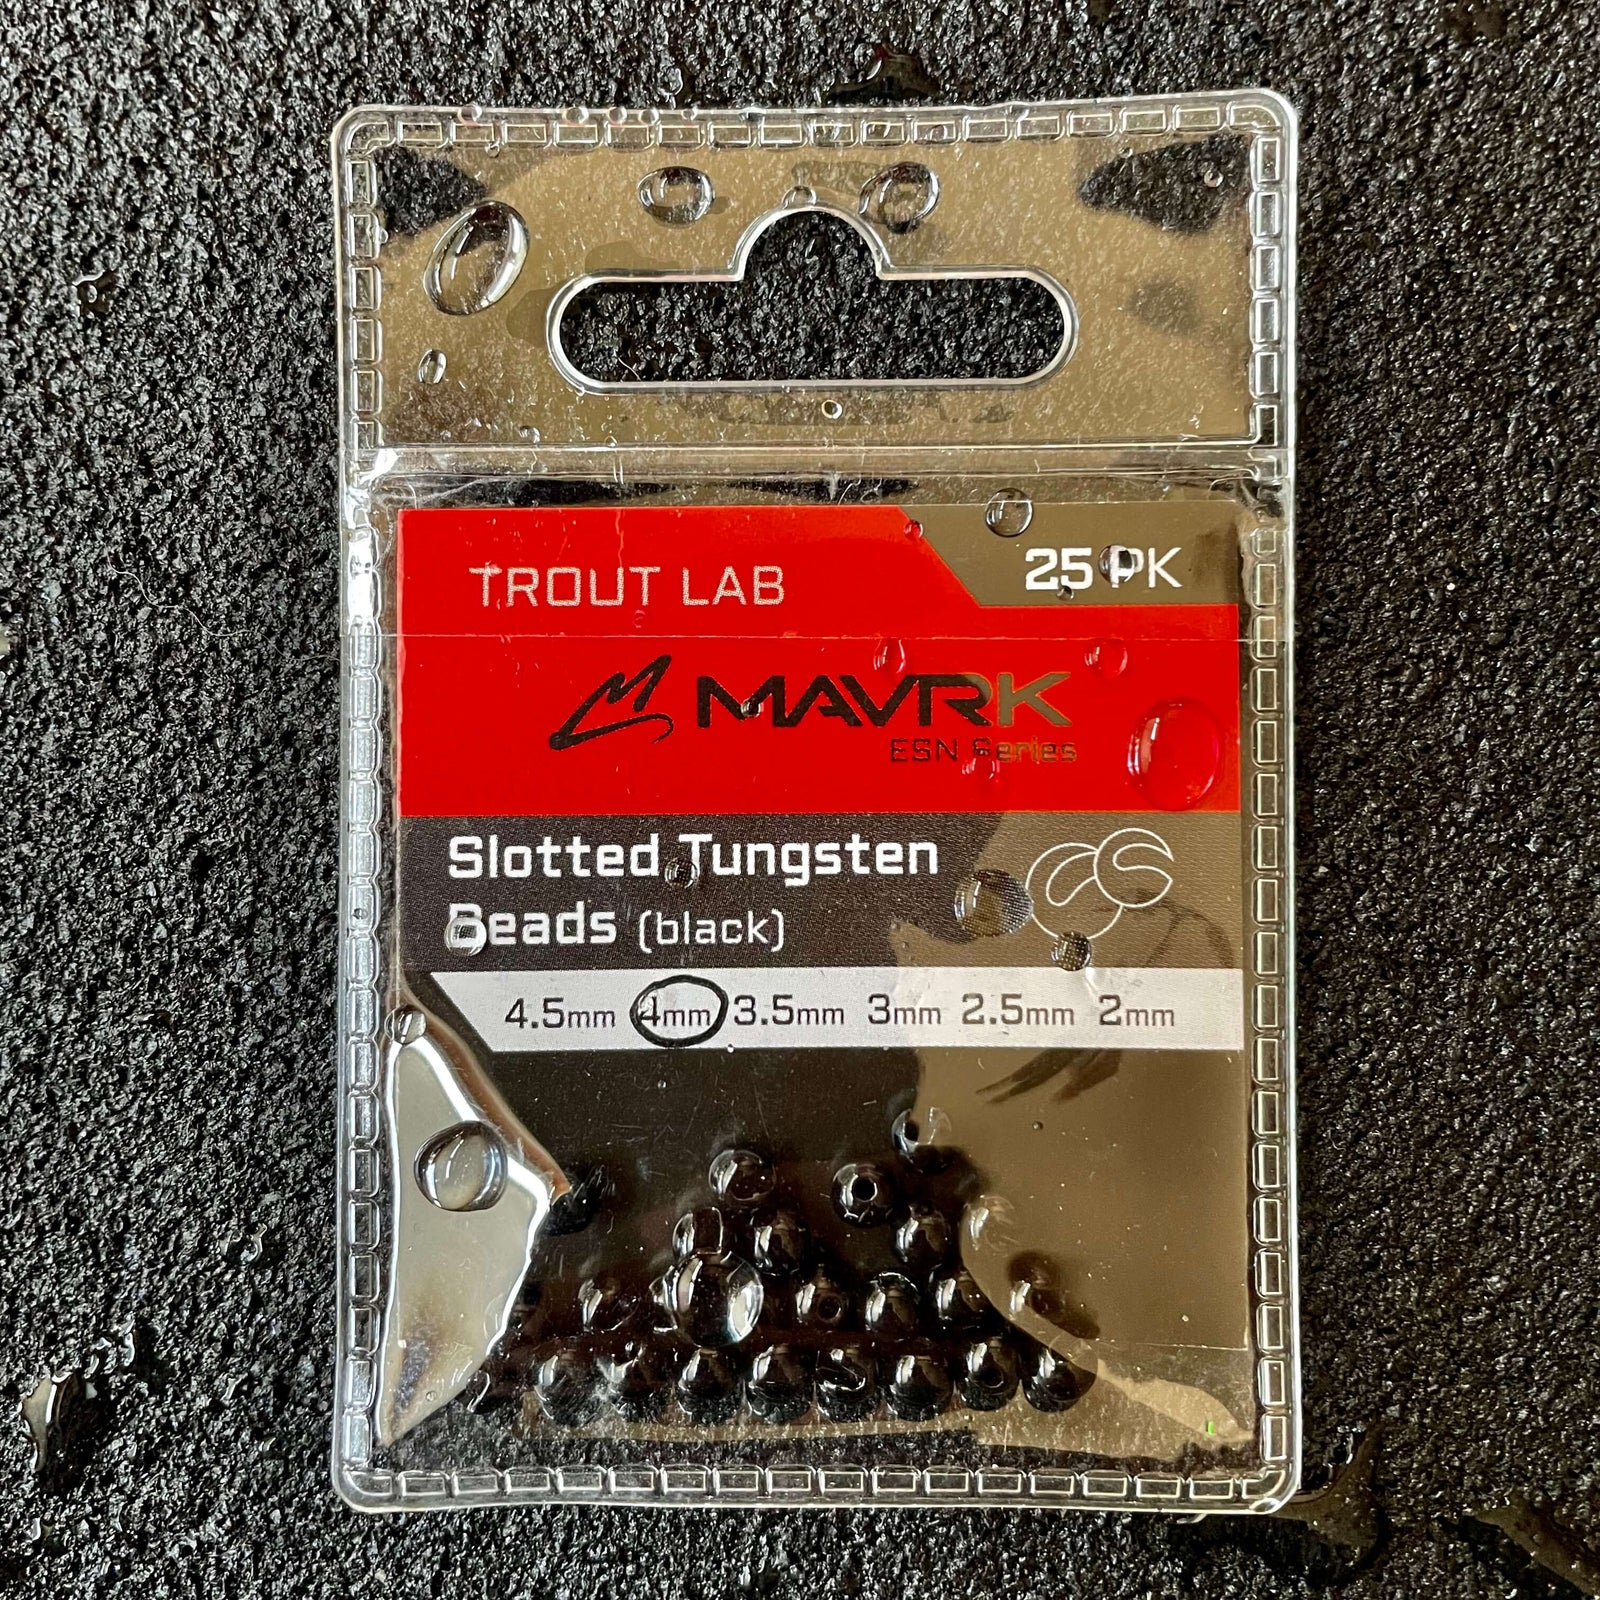 TROUT LAB
25 PK
MAVRK
ESN Series
Slotted Tungsten
Beads (black)
4.5mm 4mm 3.5mm 3mm 2.5mm 2mm